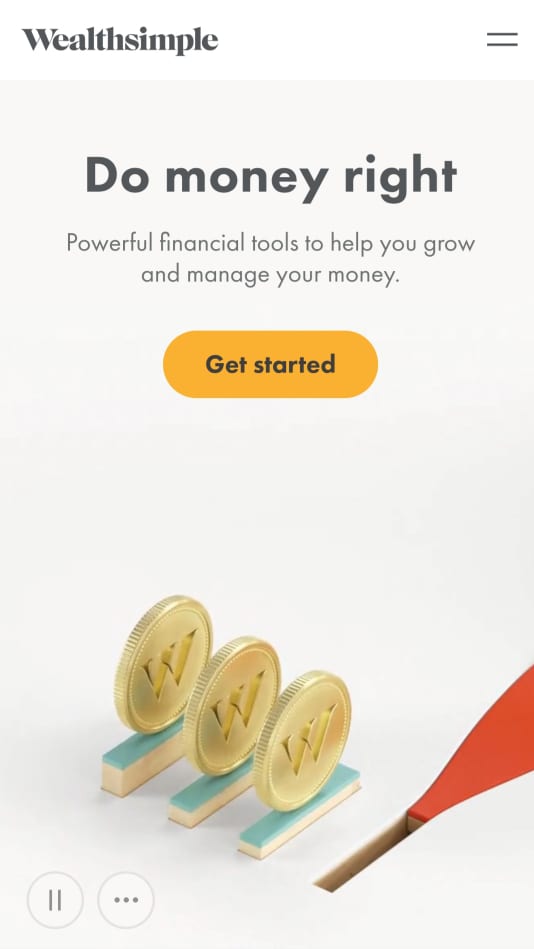 Wealthsimple
Do money right
Powerful financial tools to help you grow
and manage your money.
Get started
W
W
W